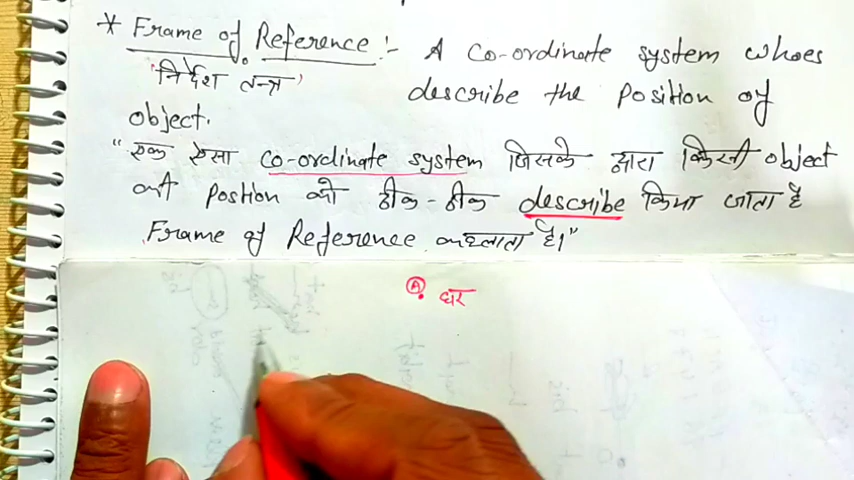 * Frame of Reference :- A co-ordinate system whoes
'निर्देश तन्त्र' describe the position of
object.
"एक ऐसा co-ordinate system जिसके द्वारा किसी object
की Postion को ठीक-ठीक describe किया जाता है
Frame of Reference कहलाता है।"
A घर